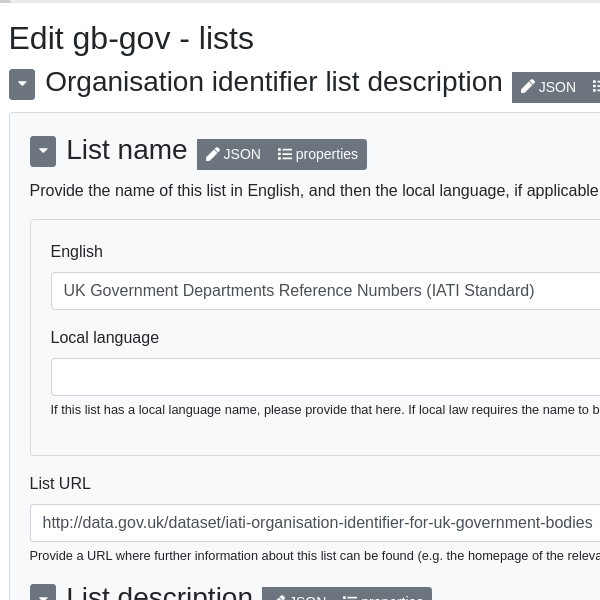 Edit gb-gov - lists
Organisation identifier list description JSON
List name JSON properties
Provide the name of this list in English, and then the local language, if applicable
English
UK Government Departments Reference Numbers (IATI Standard)
Local language
If this list has a local language name, please provide that here. If local law requires the name to b
List URL
http://data.gov.uk/dataset/iati-organisation-identifier-for-uk-government-bodies
Provide a URL where further information about this list can be found (e.g. the homepage of the releva
List description JSON properties